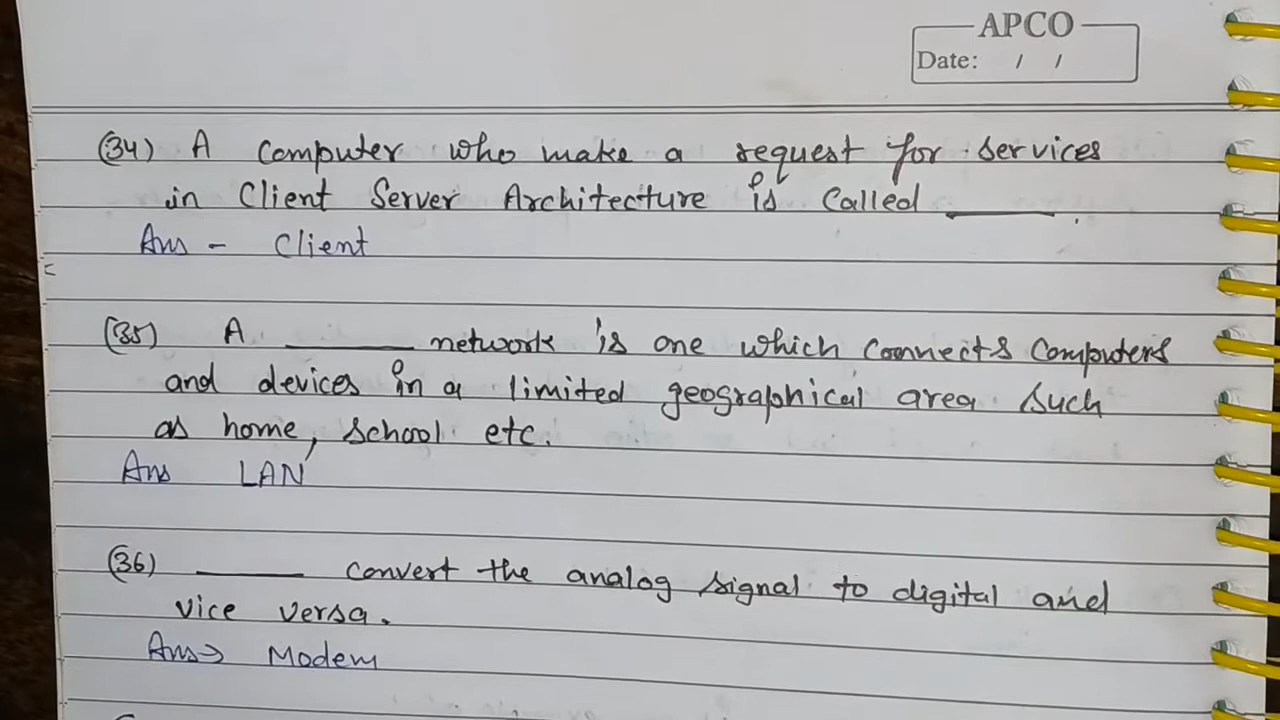 APCO
Date: / /
(34) A Computer who make a request for services
in Client Server Architecture is Called ______.
Ans - Client
(35) A ______ network is one which connects Computers
and devices in a limited geographical area such
as home, school etc.
Ans LAN
(36) ______ convert the analog signal to digital and
vice versa.
Ans→ Modem